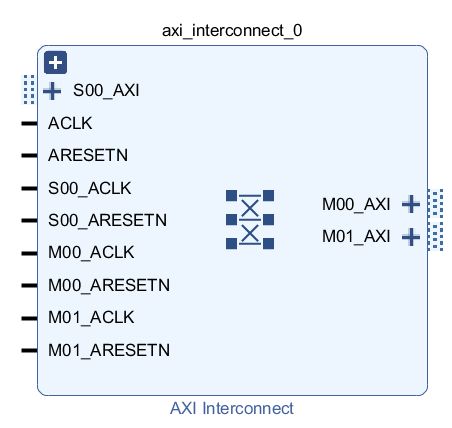 axi_interconnect_0
S00_AXI
ACLK
ARESETN
S00_ACLK
S00_ARESETN
M00_ACLK
M00_ARESETN
M01_ACLK
M01_ARESETN
M00_AXI
M01_AXI
AXI Interconnect